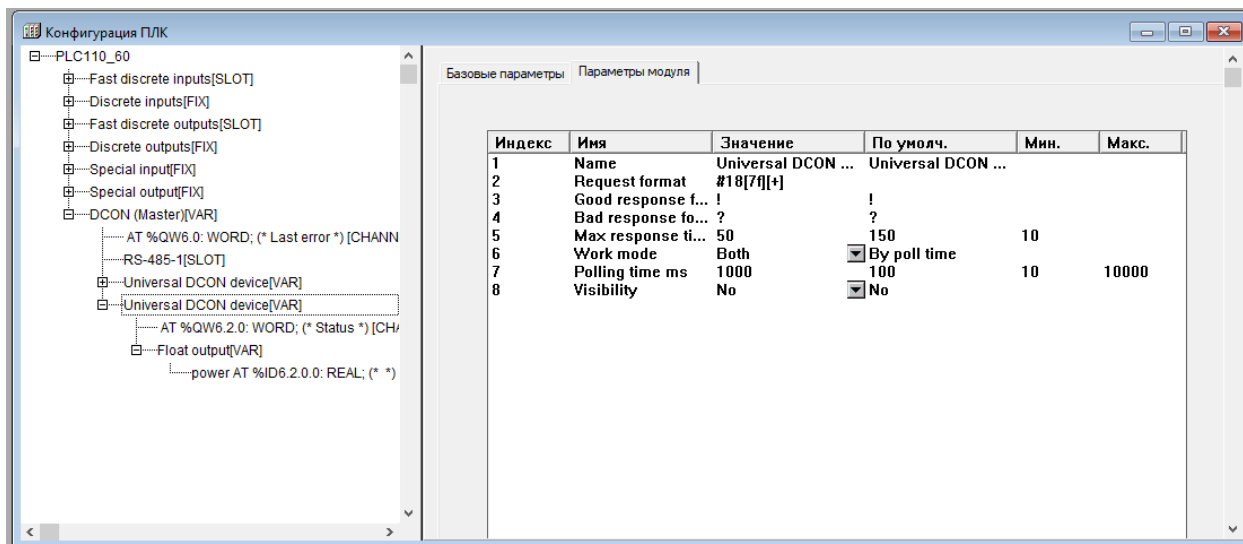 Конфигурация ПЛК
PLC110_60
Fast discrete inputs[SLOT]
Discrete inputs[FIX]
Fast discrete outputs[SLOT]
Discrete outputs[FIX]
Special input[FIX]
Special output[FIX]
DCON (Master)[VAR]
AT %QW6.0: WORD; (* Last error *) [CHANN
RS-485-1[SLOT]
Universal DCON device[VAR]
Universal DCON device[VAR]
AT %QW6.2.0: WORD; (* Status *) [CHA
Float output[VAR]
power AT %ID6.2.0.0: REAL; (* *)
Базовые параметры Параметры модуля
Индекс Имя Значение По умолч. Мин. Макс.
1 Name Universal DCON ... Universal DCON ...
2 Request format #18[7f][+]
3 Good response f... ! !
4 Bad response fo... ? ?
5 Max response ti... 50 150 10
6 Work mode Both By poll time
7 Polling time ms 1000 100 10 10000
8 Visibility No No